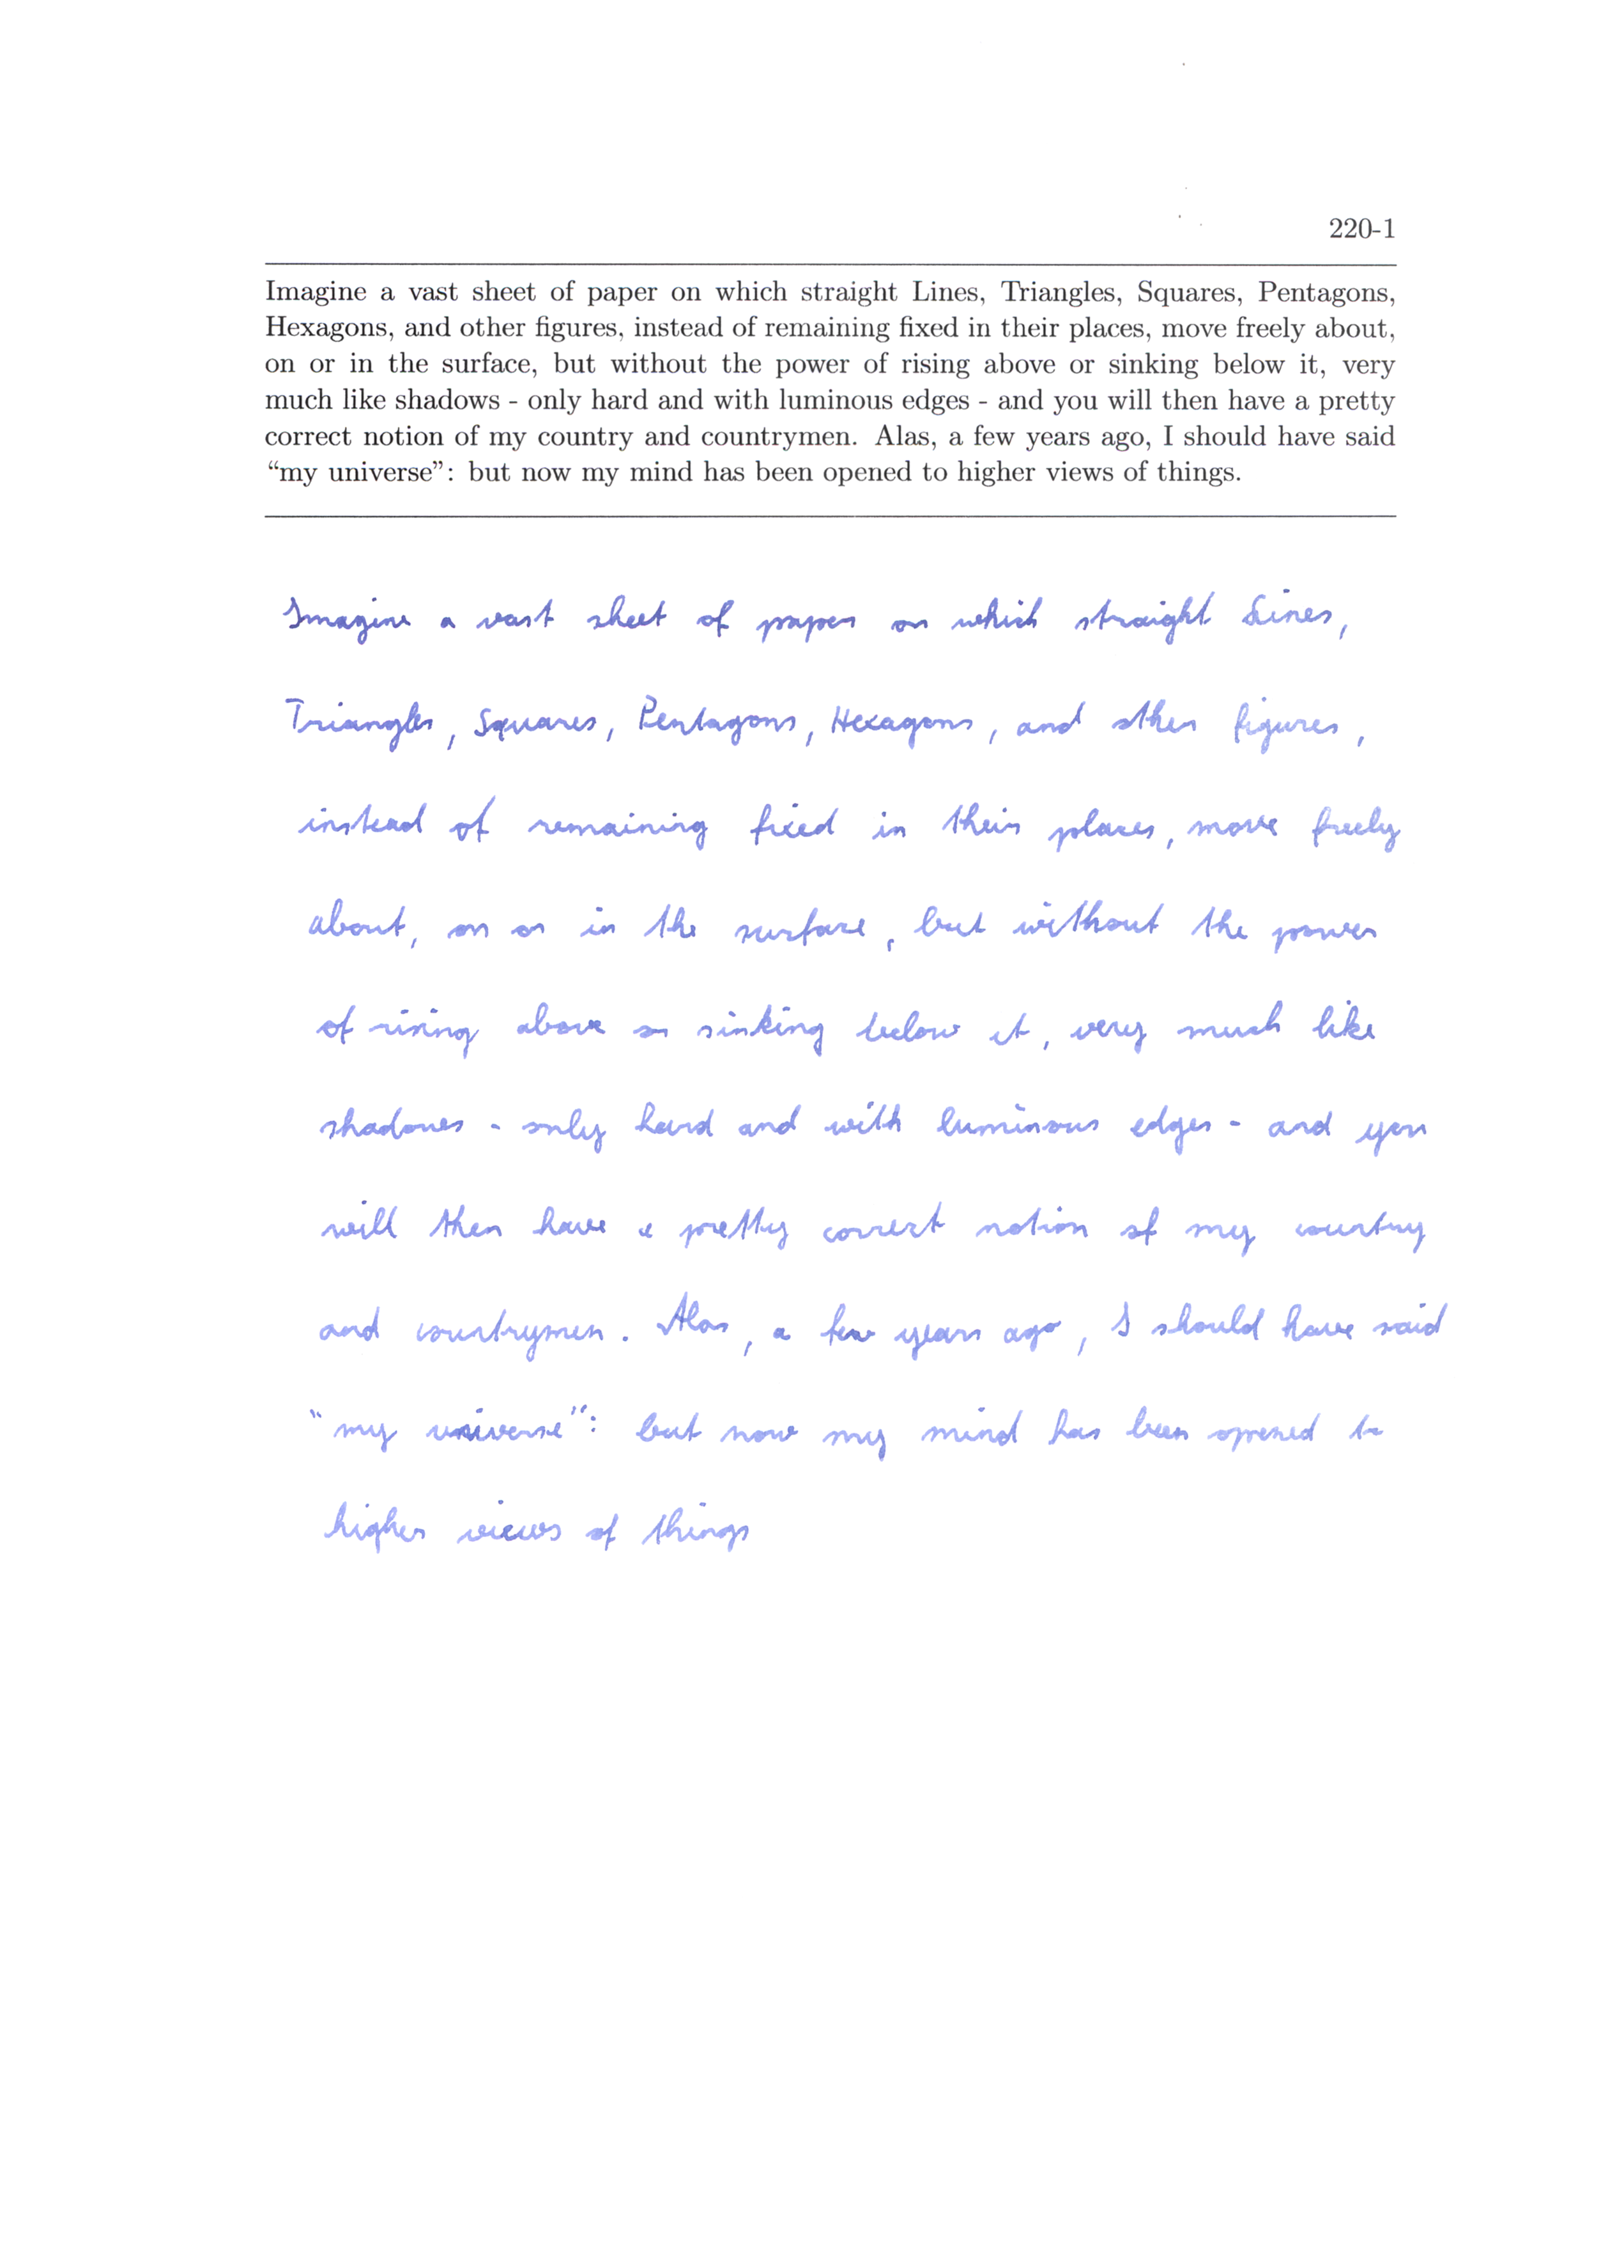 220-1
Imagine a vast sheet of paper on which straight Lines, Triangles, Squares, Pentagons,
Hexagons, and other figures, instead of remaining fixed in their places, move freely about,
on or in the surface, but without the power of rising above or sinking below it, very
much like shadows - only hard and with luminous edges - and you will then have a pretty
correct notion of my country and countrymen. Alas, a few years ago, I should have said
“my universe”: but now my mind has been opened to higher views of things.
Imagine a vast sheet of paper on which straight Lines,
Triangles, Squares, Pentagons, Hexagons, and other figures,
instead of remaining fixed in their places, move freely
about, on or in the surface, but without the power
of rising above or sinking below it, very much like
shadows - only hard and with luminous edges - and you
will then have a pretty correct notion of my country
and countrymen. Alas, a few years ago, I should have said
“my universe”: but now my mind has been opened to
higher views of things